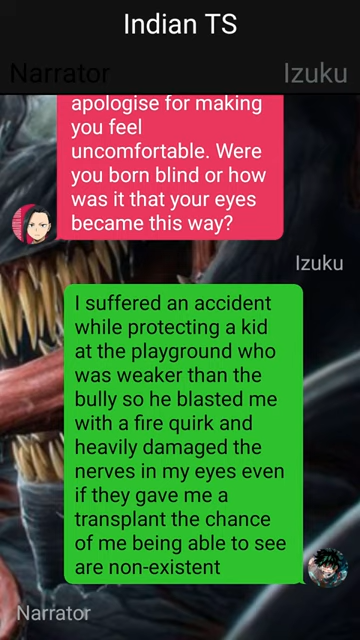 Indian TS
Narrator
Izuku
apologise for making
you feel
uncomfortable. Were
you born blind or how
was it that your eyes
became this way?
Izuku
I suffered an accident
while protecting a kid
at the playground who
was weaker than the
bully so he blasted me
with a fire quirk and
heavily damaged the
nerves in my eyes even
if they gave me a
transplant the chance
of me being able to see
are non-existent
Narrator